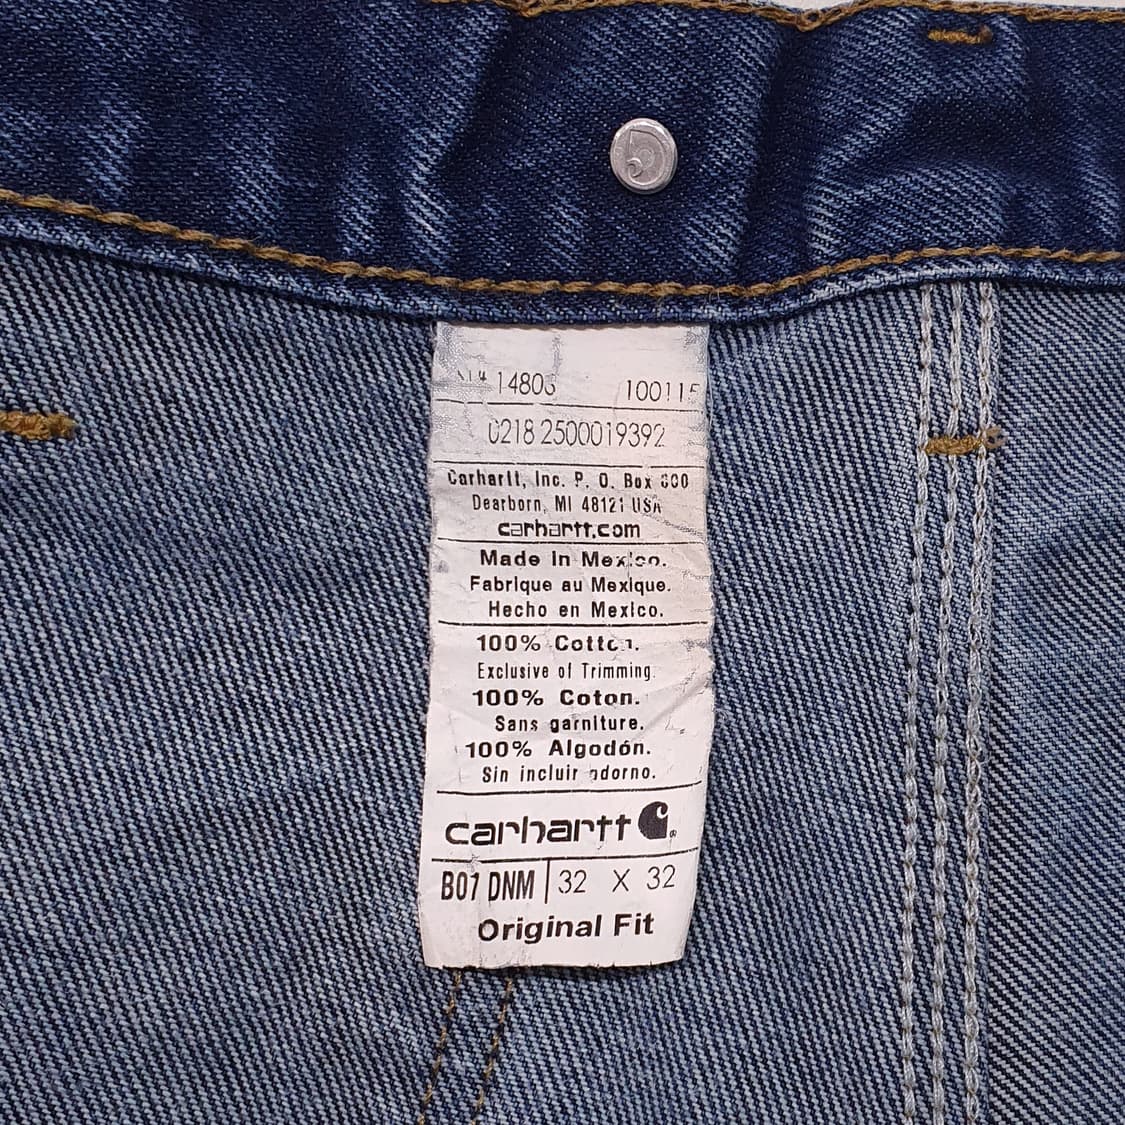 14803 100115
0218 2500019392
Carhartt, Inc. P. O. Box 600
Dearborn, MI 48121 USA
carhartt.com
Made In Mexico.
Fabrique au Mexique.
Hecho en Mexico.
100% Cotton.
Exclusive of Trimming.
100% Coton.
Sans garniture.
100% Algodón.
Sin incluir adorno.
carhartt
B07 DNM 32 X 32
Original Fit